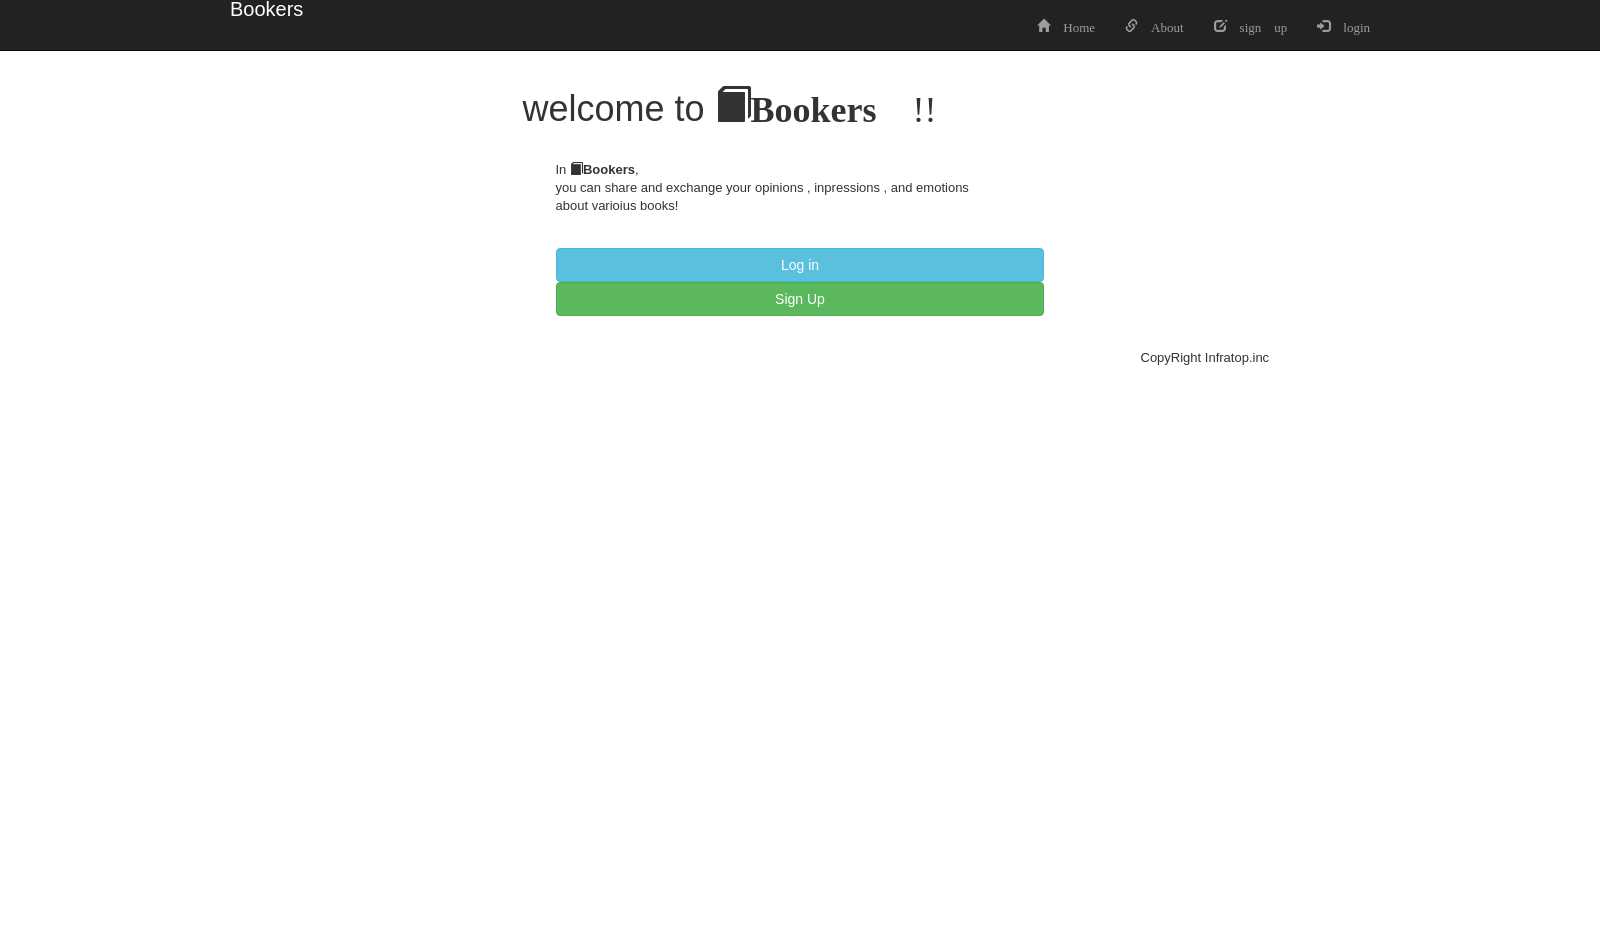 Bookers
Home About sign up login
welcome to Bookers !!
In Bookers,
you can share and exchange your opinions , inpressions , and emotions
about varioius books!
Log in
Sign Up
CopyRight Infratop.inc